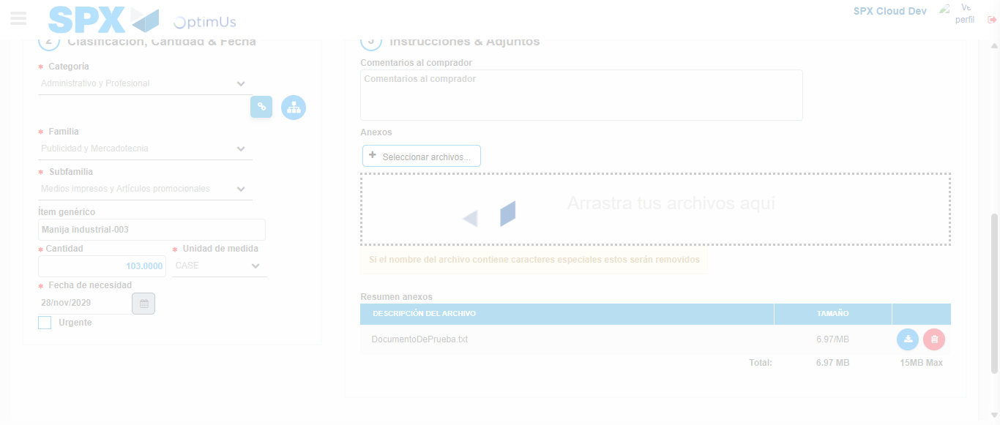 SPX
OptimUs
SPX Cloud Dev
Ve
perfil
2 Clasificación, Cantidad & Fecha
* Categoría
Administrativo y Profesional
* Familia
Publicidad y Mercadotecnia
* Subfamilia
Medios impresos y Artículos promocionales
Ítem genérico
Manija industrial-003
* Cantidad
* Unidad de medida
103.0000
CASE
* Fecha de necesidad
28/nov/2029
Urgente
3 Instrucciones & Adjuntos
Comentarios al comprador
Comentarios al comprador
Anexos
+ Seleccionar archivos...
Arrastra tus archivos aquí
Si el nombre del archivo contiene caracteres especiales estos serán removidos
Resumen anexos
DESCRIPCIÓN DEL ARCHIVO TAMAÑO
DocumentoDePrueba.txt 6.97/MB
Total: 6.97 MB 15MB Max